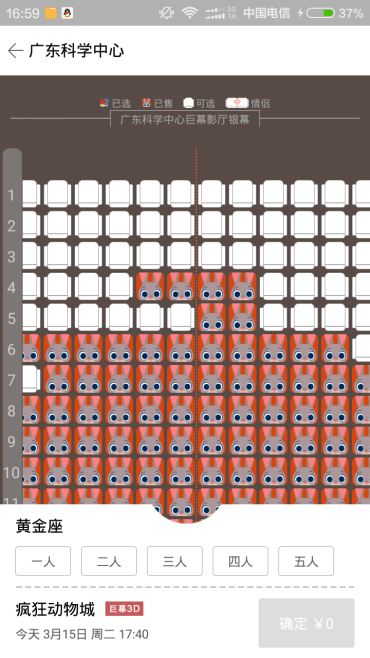 16:59 3G 1X 中国电信 37%
广东科学中心
已选 已售 可选 情侣
广东科学中心巨幕影厅银幕
1
2
3
4
5
6
7
8
9
10
11
黄金座
一人 二人 三人 四人 五人
疯狂动物城 巨幕3D
今天 3月15日 周二 17:40
确定 ¥0